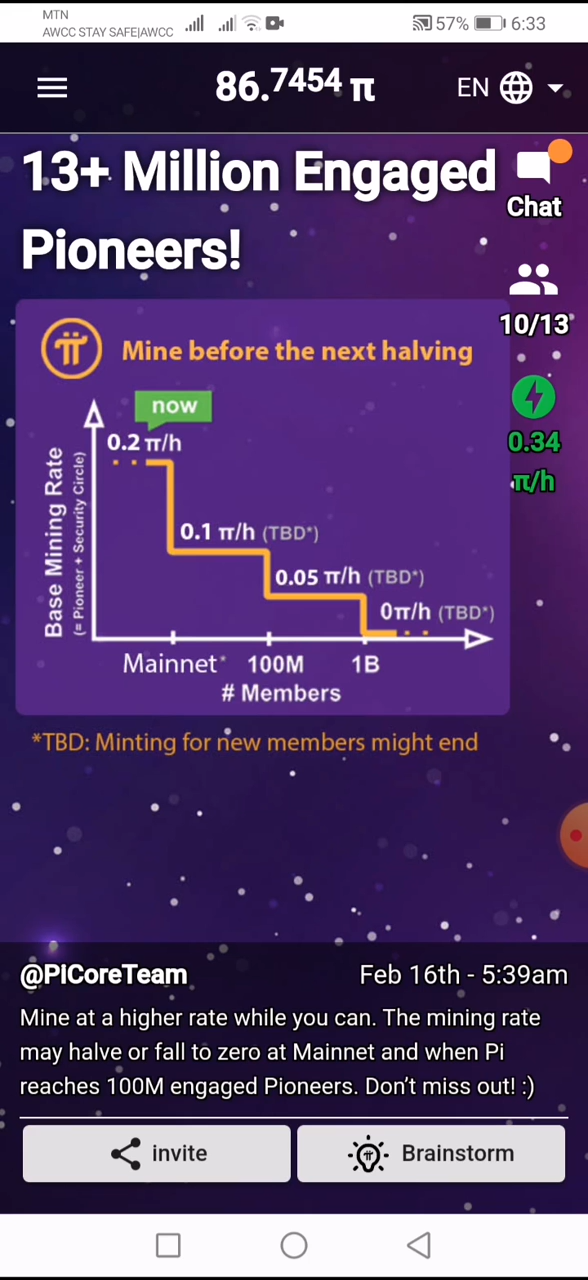 MTN
AWCC STAY SAFE|AWCC
57% 6:33
86.7454 π
EN
13+ Million Engaged
Pioneers!
Chat
10/13
0.34
π/h
π Mine before the next halving
now
0.2 π/h
0.1 π/h (TBD*)
0.05 π/h (TBD*)
0π/h (TBD*)
Base Mining Rate
(= Pioneer + Security Circle)
Mainnet* 100M 1B
# Members
*TBD: Minting for new members might end
@PiCoreTeam Feb 16th - 5:39am
Mine at a higher rate while you can. The mining rate
may halve or fall to zero at Mainnet and when Pi
reaches 100M engaged Pioneers. Don't miss out! :)
invite
Brainstorm